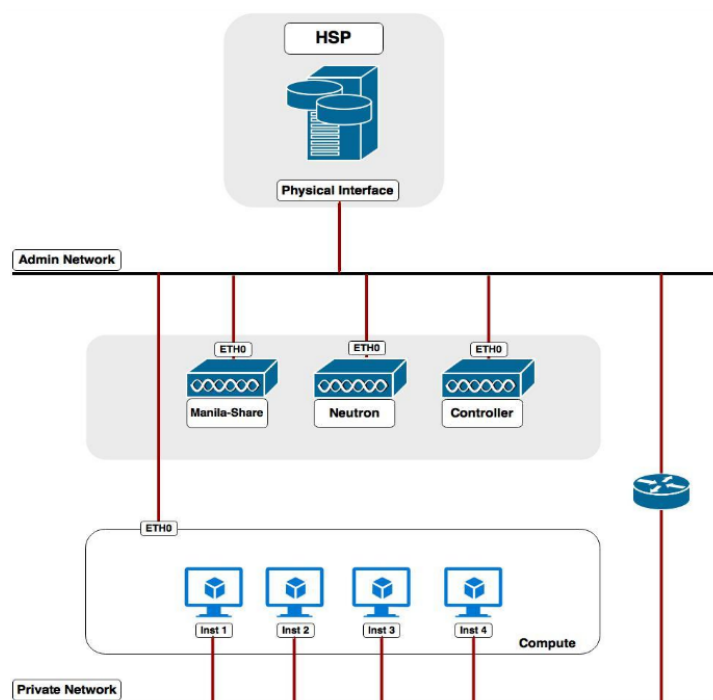 HSP
Physical Interface
Admin Network
ETH0
ETH0
ETH0
Manila-Share
Neutron
Controller
ETH0
Inst 1
Inst 2
Inst 3
Inst 4
Compute
Private Network